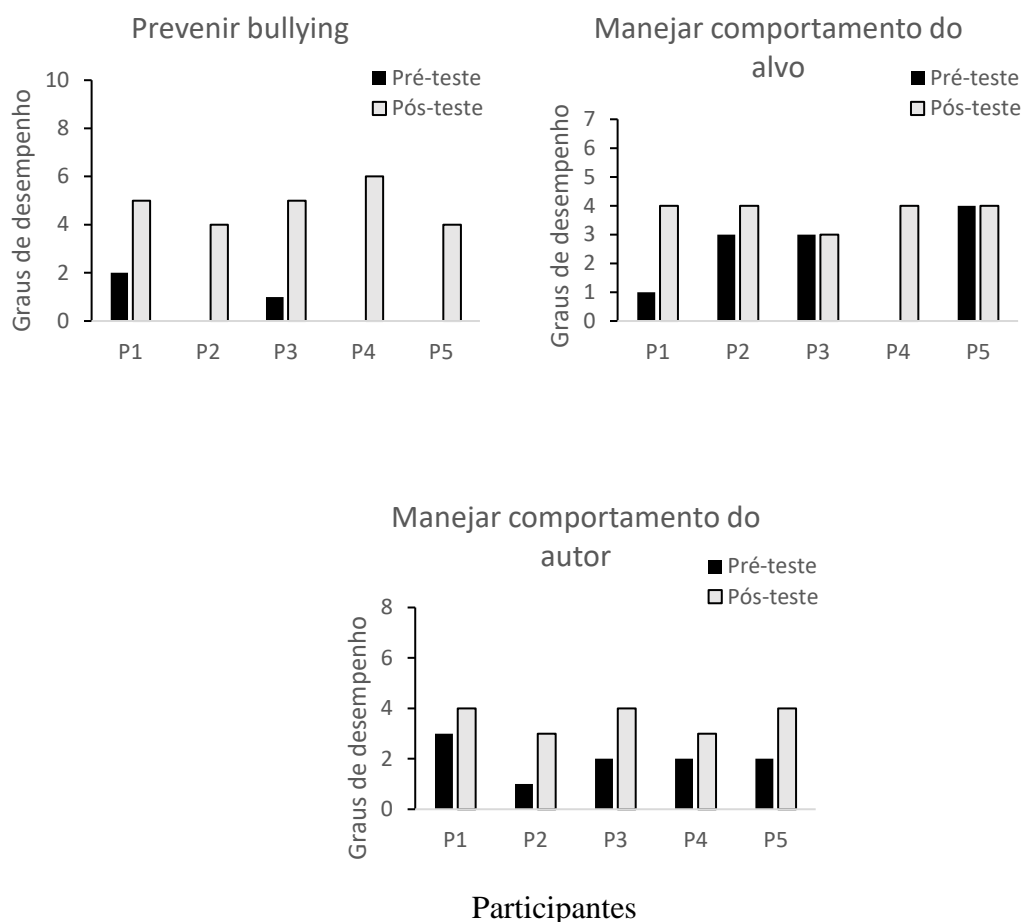 Prevenir bullying
Pré-teste
Pós-teste
Graus de desempenho
10
8
6
4
2
0
P1 P2 P3 P4 P5
Manejar comportamento do
alvo
Pré-teste
Pós-teste
Graus de desempenho
7
6
5
4
3
2
1
0
P1 P2 P3 P4 P5
Manejar comportamento do
autor
Pré-teste
Pós-teste
Graus de desempenho
8
6
4
2
0
P1 P2 P3 P4 P5
Participantes